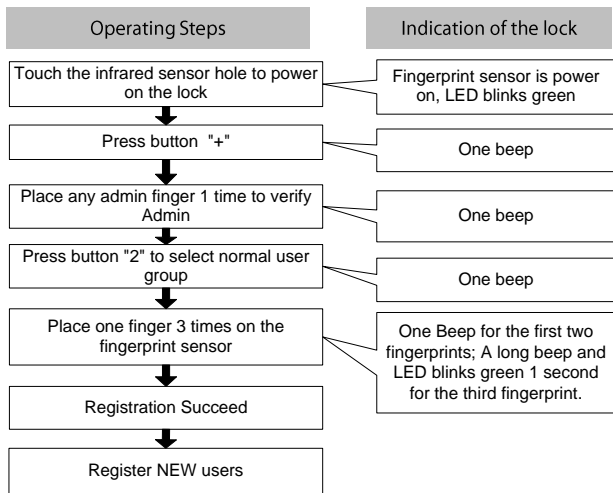 Operating Steps
Indication of the lock
Touch the infrared sensor hole to power
on the lock
Fingerprint sensor is power
on, LED blinks green
Press button "+"
One beep
Place any admin finger 1 time to verify
Admin
One beep
Press button "2" to select normal user
group
One beep
Place one finger 3 times on the
fingerprint sensor
One Beep for the first two
fingerprints; A long beep and
LED blinks green 1 second
for the third fingerprint.
Registration Succeed
Register NEW users